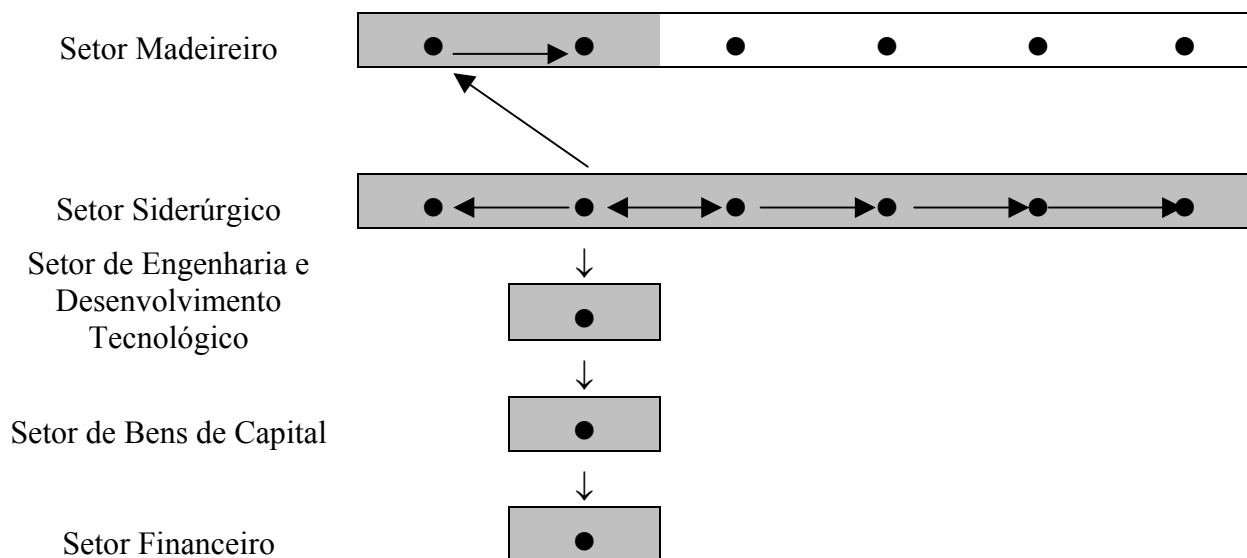 Setor Madeireiro
Setor Siderúrgico
Setor de Engenharia e
Desenvolvimento
Tecnológico
Setor de Bens de Capital
Setor Financeiro